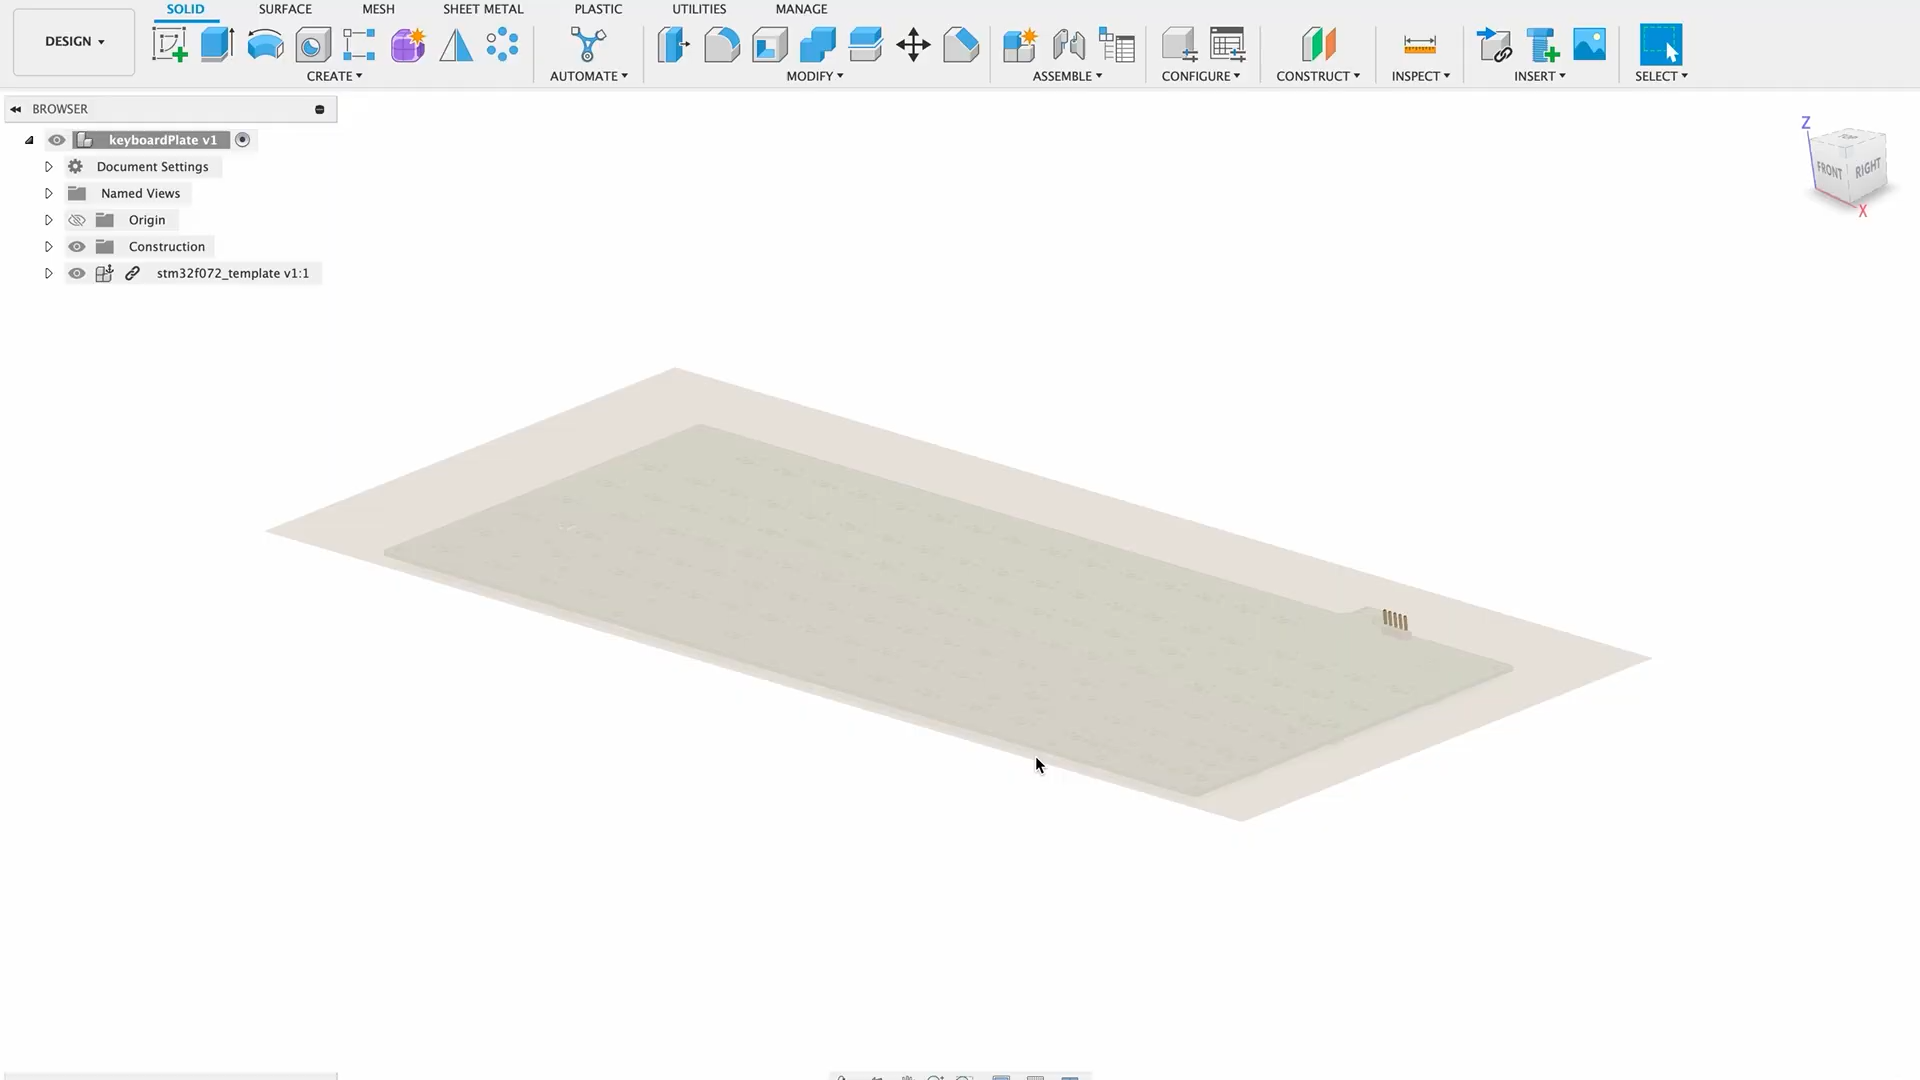 SOLID SURFACE MESH SHEET METAL PLASTIC UTILITIES MANAGE
DESIGN
CREATE AUTOMATE MODIFY ASSEMBLE CONFIGURE CONSTRUCT INSPECT INSERT SELECT
BROWSER
keyboardPlate v1
Document Settings
Named Views
Origin
Construction
stm32f072_template v1:1
Z
TOP
FRONT RIGHT
X